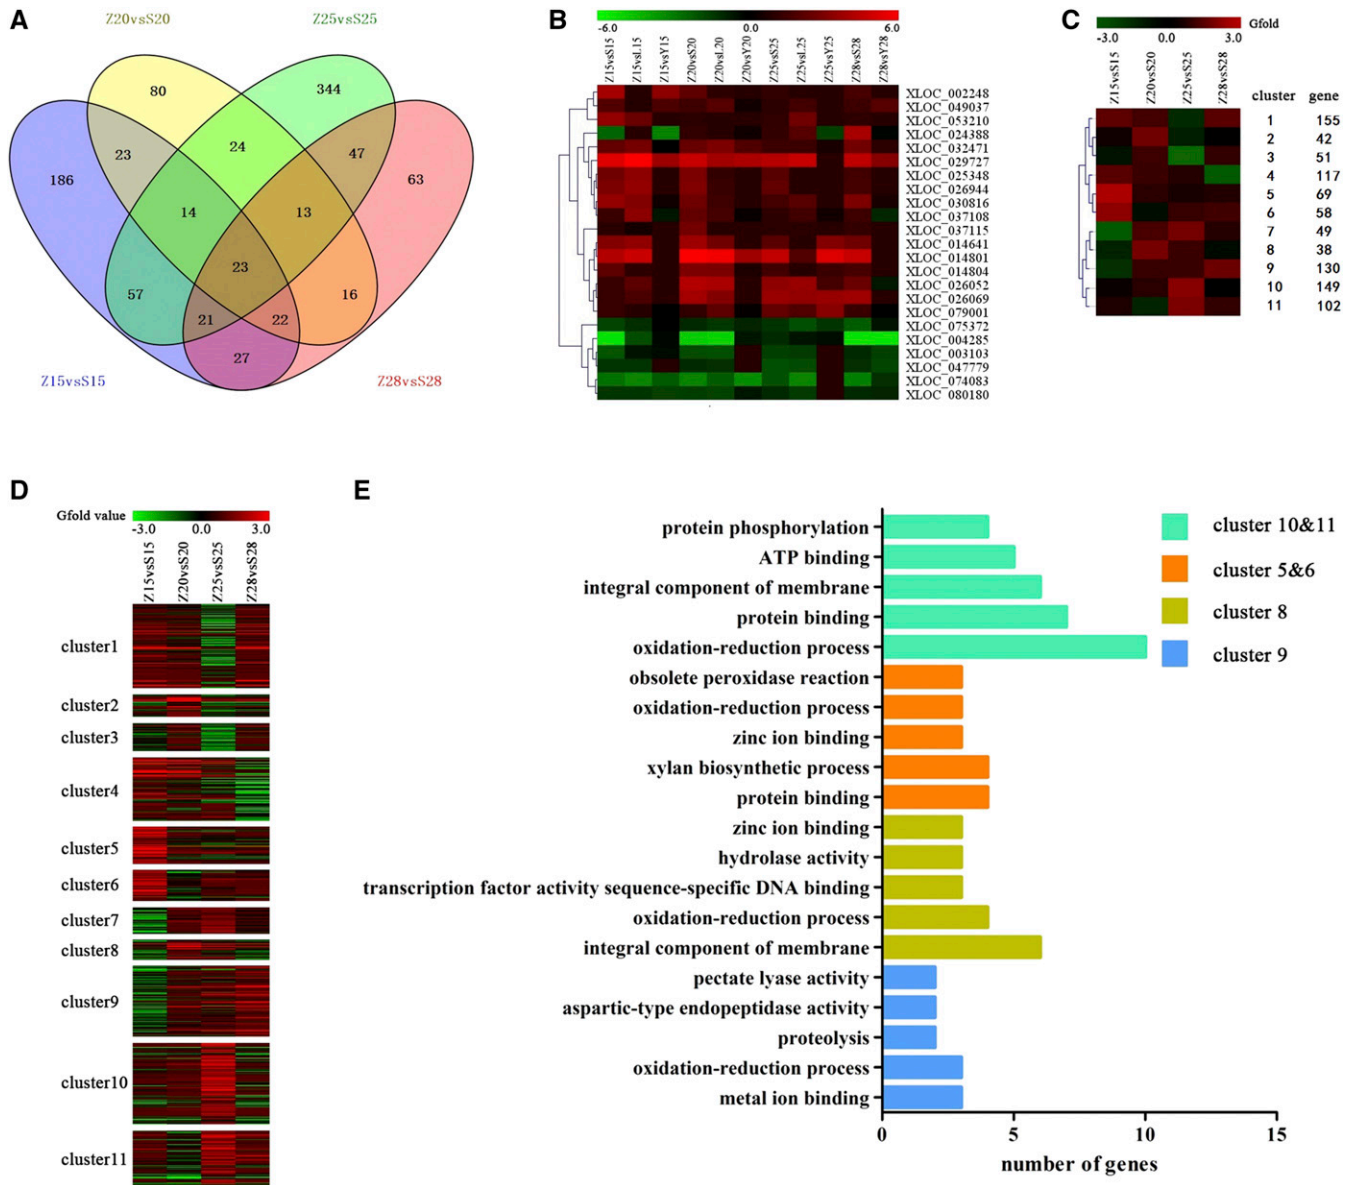 A
Z20vsS20
Z25vsS25
80
344
23
24
47
186
63
14
13
23
57
16
21
22
27
Z15vsS15
Z28vsS28
B
-6.0 0.0 6.0
Z15vsS15
Z15vsL15
Z15vsY15
Z20vsS20
Z20vsL20
Z20vsY20
Z25vsS25
Z25vsL25
Z25vsY25
Z28vsS28
Z28vsY28
XLOC_002248
XLOC_049037
XLOC_053210
XLOC_024388
XLOC_032471
XLOC_029727
XLOC_025348
XLOC_026944
XLOC_030816
XLOC_037108
XLOC_037115
XLOC_014641
XLOC_014801
XLOC_014804
XLOC_026052
XLOC_026069
XLOC_079001
XLOC_075372
XLOC_004285
XLOC_003103
XLOC_047779
XLOC_074083
XLOC_080180
C
Gfold
-3.0 0.0 3.0
Z15vsS15
Z20vsS20
Z25vsS25
Z28vsS28
cluster gene
1 155
2 42
3 51
4 117
5 69
6 58
7 49
8 38
9 130
10 149
11 102
D
Gfold value
-3.0 0.0 3.0
Z15vsS15
Z20vsS20
Z25vsS25
Z28vsS28
cluster1
cluster2
cluster3
cluster4
cluster5
cluster6
cluster7
cluster8
cluster9
cluster10
cluster11
E
protein phosphorylation
ATP binding
integral component of membrane
protein binding
oxidation-reduction process
obsolete peroxidase reaction
oxidation-reduction process
zinc ion binding
xylan biosynthetic process
protein binding
zinc ion binding
hydrolase activity
transcription factor activity sequence-specific DNA binding
oxidation-reduction process
integral component of membrane
pectate lyase activity
aspartic-type endopeptidase activity
proteolysis
oxidation-reduction process
metal ion binding
0 5 10 15
number of genes
cluster 10&11
cluster 5&6
cluster 8
cluster 9